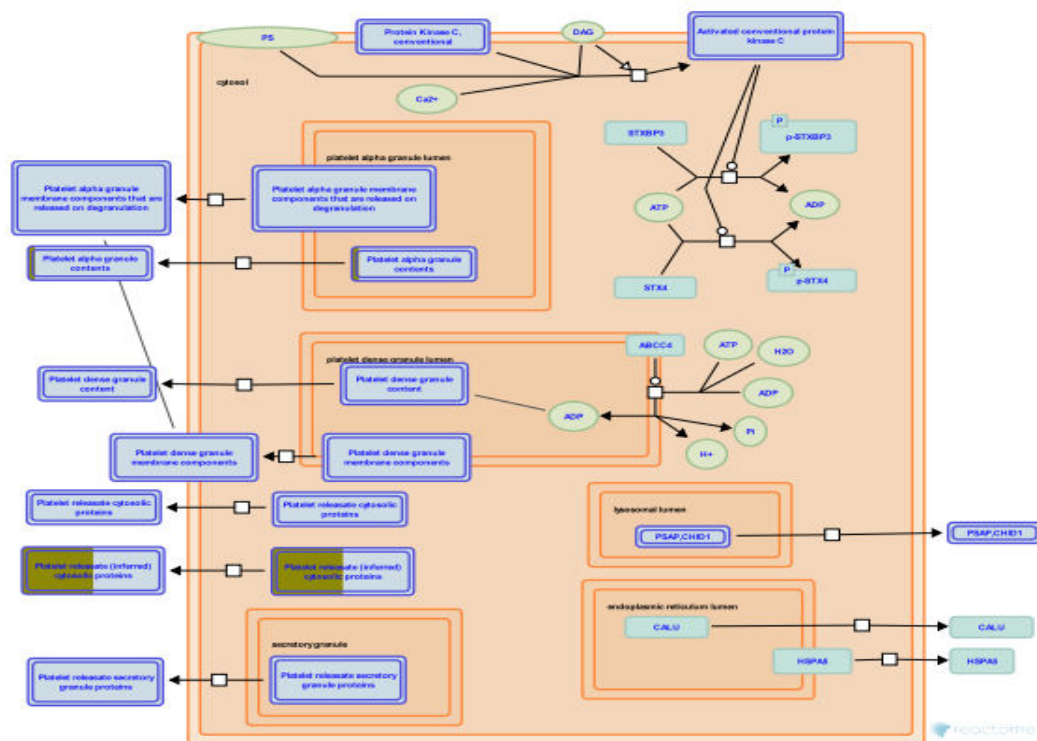 PS
Protein Kinase C,
conventional
DAG
Activated conventional protein
kinase C
cytosol
Ca2+
STXBP3
P
p-STXBP3
platelet alpha granule lumen
Platelet alpha granule
membrane components that are
released on degranulation
Platelet alpha granule membrane
components that are released on
degranulation
ATP
ADP
Platelet alpha granule
contents
Platelet alpha granule
contents
P
STX4
p-STX4
ABCC4
ATP
H2O
platelet dense granule lumen
Platelet dense granule
content
Platelet dense granule
content
ADP
ADP
Pi
H+
Platelet dense granule
membrane components
Platelet dense granule
membrane components
Platelet releasate cytosolic
proteins
Platelet releasate cytosolic
proteins
lysosomal lumen
PSAP,CHID1
PSAP,CHID1
Platelet releasate (inferred)
cytosolic proteins
Platelet releasate (inferred)
cytosolic proteins
endoplasmic reticulum lumen
CALU
CALU
secretory granule
HSPA5
HSPA5
Platelet releasate secretory
granule proteins
Platelet releasate secretory
granule proteins
reactome